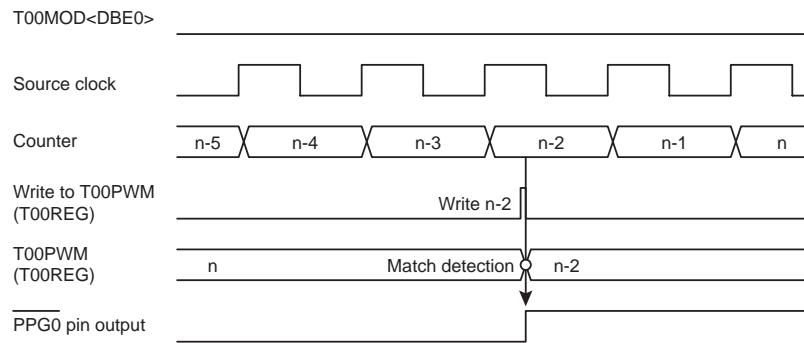 T00MOD<DBE0>
Source clock
Counter
n-5 n-4 n-3 n-2 n-1 n
Write to T00PWM
(T00REG)
Write n-2
T00PWM
(T00REG)
n Match detection n-2
PPG0 pin output